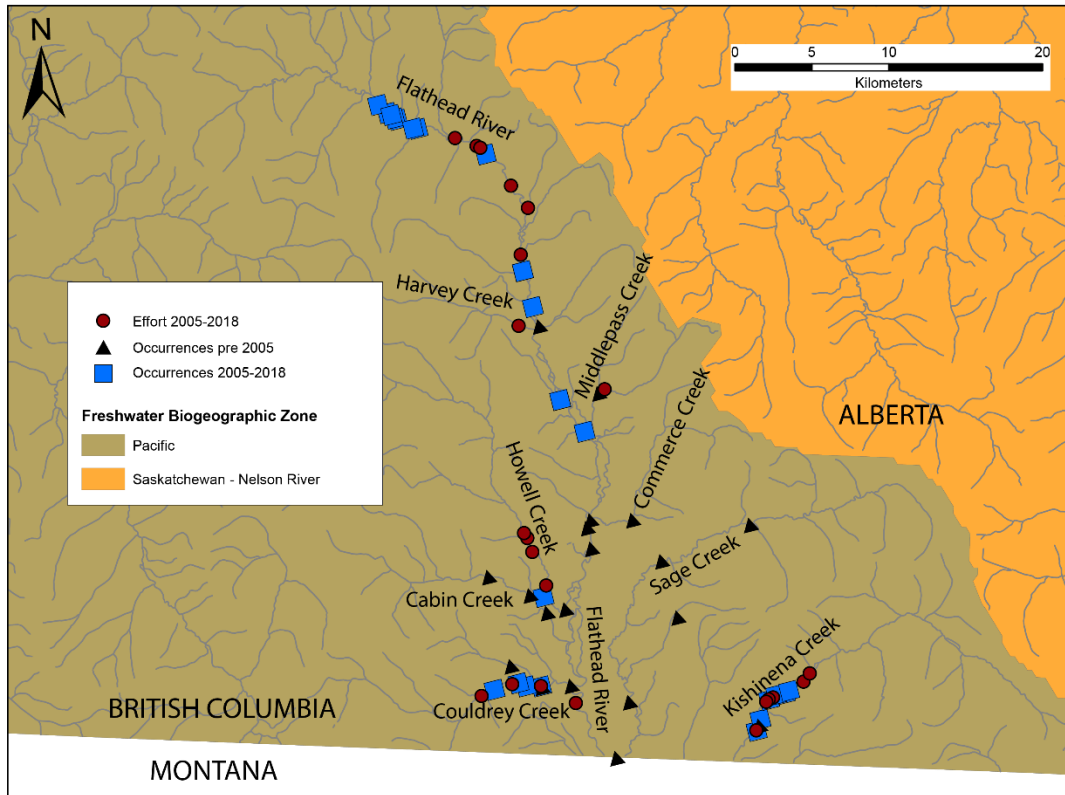 N
0 5 10 20
Kilometers
Flathead River
Harvey Creek
Middlepass Creek
Effort 2005-2018
Occurrences pre 2005
Occurrences 2005-2018
Freshwater Biogeographic Zone
Pacific
Saskatchewan - Nelson River
ALBERTA
Commerce Creek
Howell Creek
Sage Creek
Cabin Creek
Flathead River
Kishinena Creek
Couldrey Creek
BRITISH COLUMBIA
MONTANA